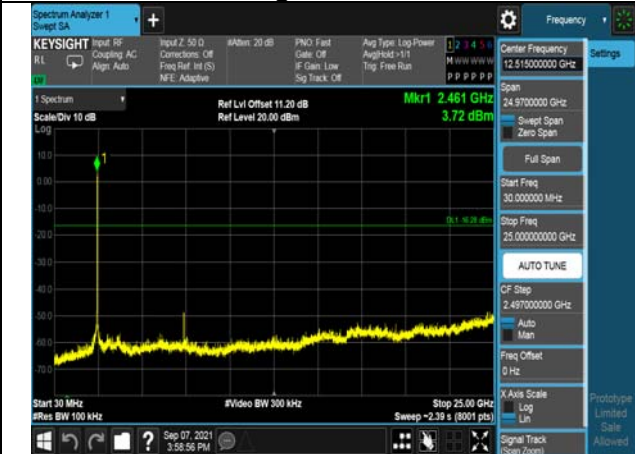 Spectrum Analyzer 1
Swept SA
Frequency
KEYSIGHT
RL
Input: RF
Coupling: AC
Align: Auto
Input Z: 50 Ω
Corrections: Off
Freq Ref: Int (S)
NFE: Adaptive
#Atten: 20 dB
PNO: Fast
Gate: Off
IF Gain: Low
Sig Track: Off
Avg Type: Log-Power
Avg|Hold:>1/1
Trig: Free Run
1 2 3 4 5 6
M W W W W W
P P P P P P
1 Spectrum
Scale/Div 10 dB
Log
Ref Lvl Offset 11.20 dB
Ref Level 20.00 dBm
Mkr1 2.461 GHz
3.72 dBm
1
10.0
0.00
-10.0
-20.0
-30.0
-40.0
-50.0
-60.0
-70.0
DL1 -16.28 dBm
Start 30 MHz
#Res BW 100 kHz
#Video BW 300 kHz
Stop 25.00 GHz
Sweep ~2.39 s (8001 pts)
Sep 07, 2021
3:58:56 PM
Center Frequency
12.515000000 GHz
Settings
Span
24.9700000 GHz
Swept Span
Zero Span
Full Span
Start Freq
30.000000 MHz
Stop Freq
25.000000000 GHz
AUTO TUNE
CF Step
2.497000000 GHz
Auto
Man
Freq Offset
0 Hz
X Axis Scale
Log
Lin
Signal Track
(Span Zoom)
Prototype
Limited
Sale
Allowed